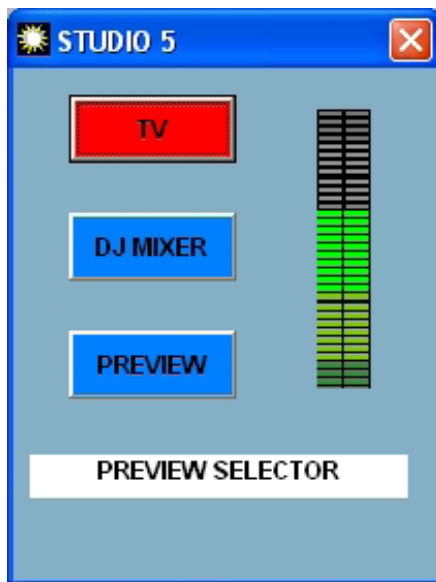 STUDIO 5
TV
DJ MIXER
PREVIEW
PREVIEW SELECTOR